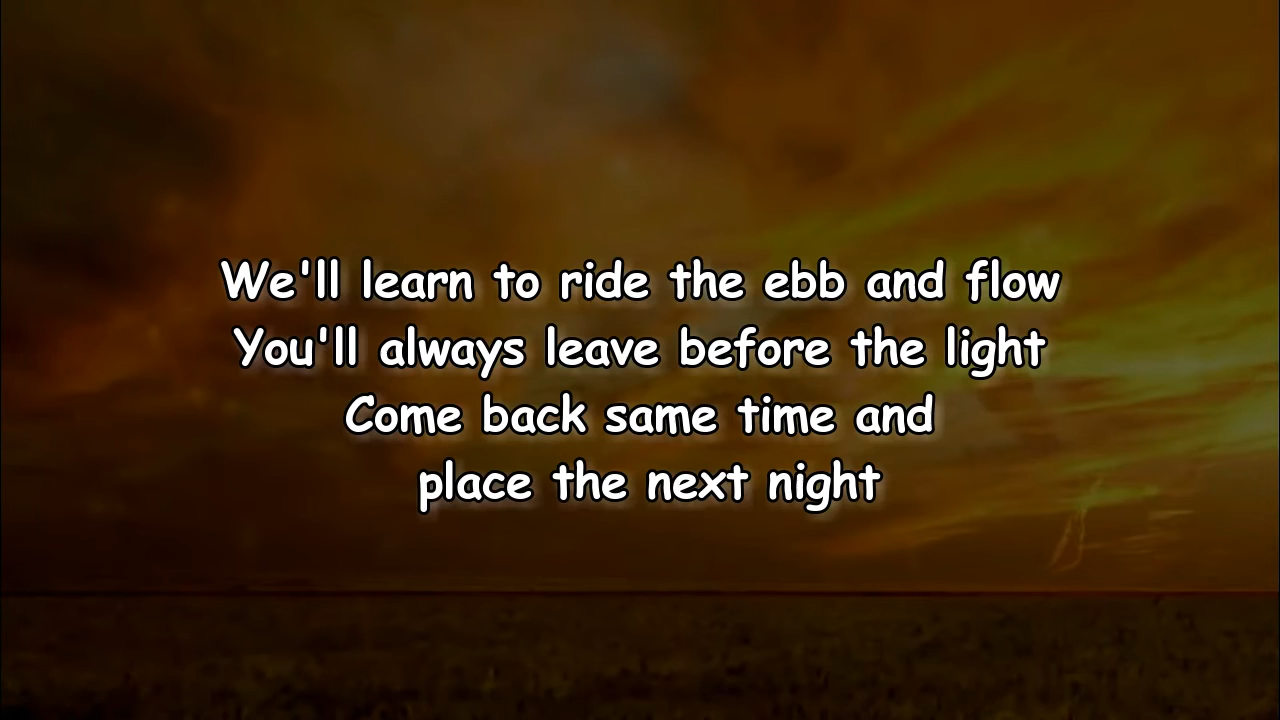 We'll learn to ride the ebb and flow
You'll always leave before the light
Come back same time and
place the next night